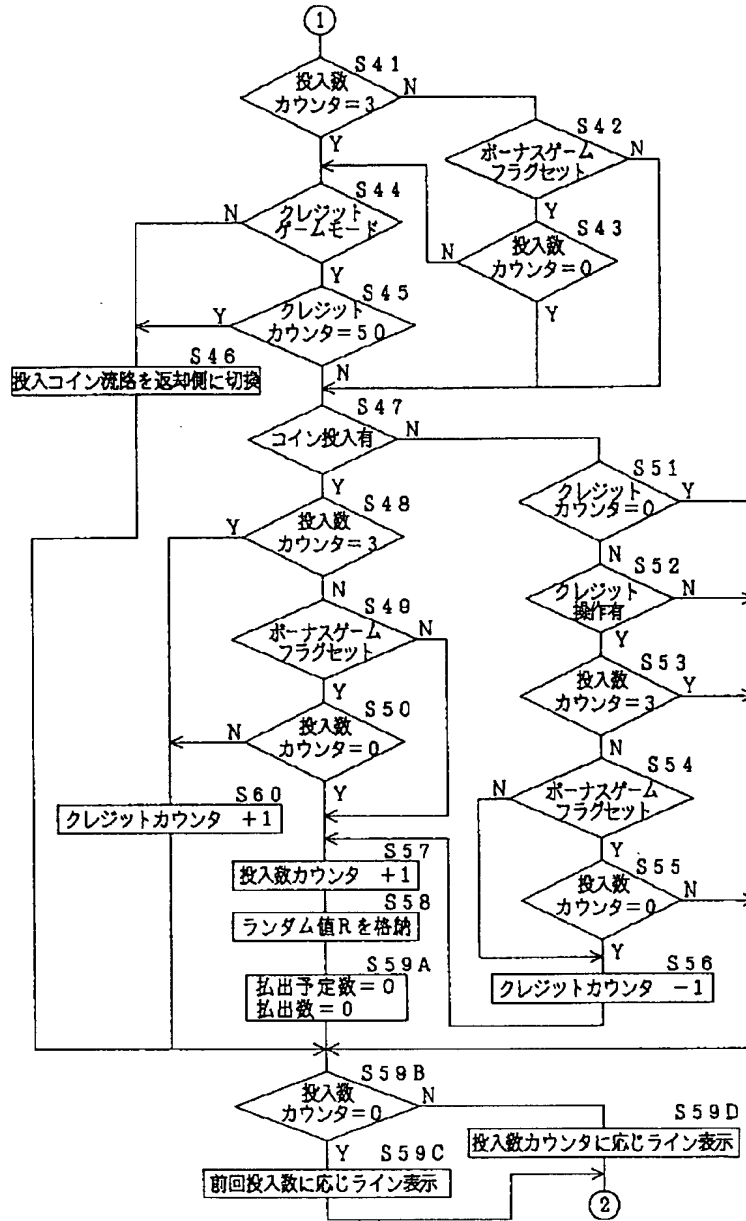 1
S41
投入数
カウンタ=3
N
Y
S42
ボーナスゲーム
フラグセット
N
Y
S43
投入数
カウンタ=0
N
Y
S44
クレジット
ゲームモード
N
Y
S45
クレジット
カウンタ=50
Y
N
S46
投入コイン流路を返却側に切換
S47
コイン投入有
N
Y
S48
投入数
カウンタ=3
Y
N
S49
ボーナスゲーム
フラグセット
N
Y
S50
投入数
カウンタ=0
N
Y
S60
クレジットカウンタ +1
S51
クレジット
カウンタ=0
Y
N
S52
クレジット
操作有
N
Y
S53
投入数
カウンタ=3
Y
N
S54
ボーナスゲーム
フラグセット
N
Y
S55
投入数
カウンタ=0
N
Y
S56
クレジットカウンタ -1
S57
投入数カウンタ +1
S58
ランダム値Rを格納
S59A
払出予定数=0
払出数=0
S59B
投入数
カウンタ=0
N
Y
S59C
前回投入数に応じライン表示
S59D
投入数カウンタに応じライン表示
2